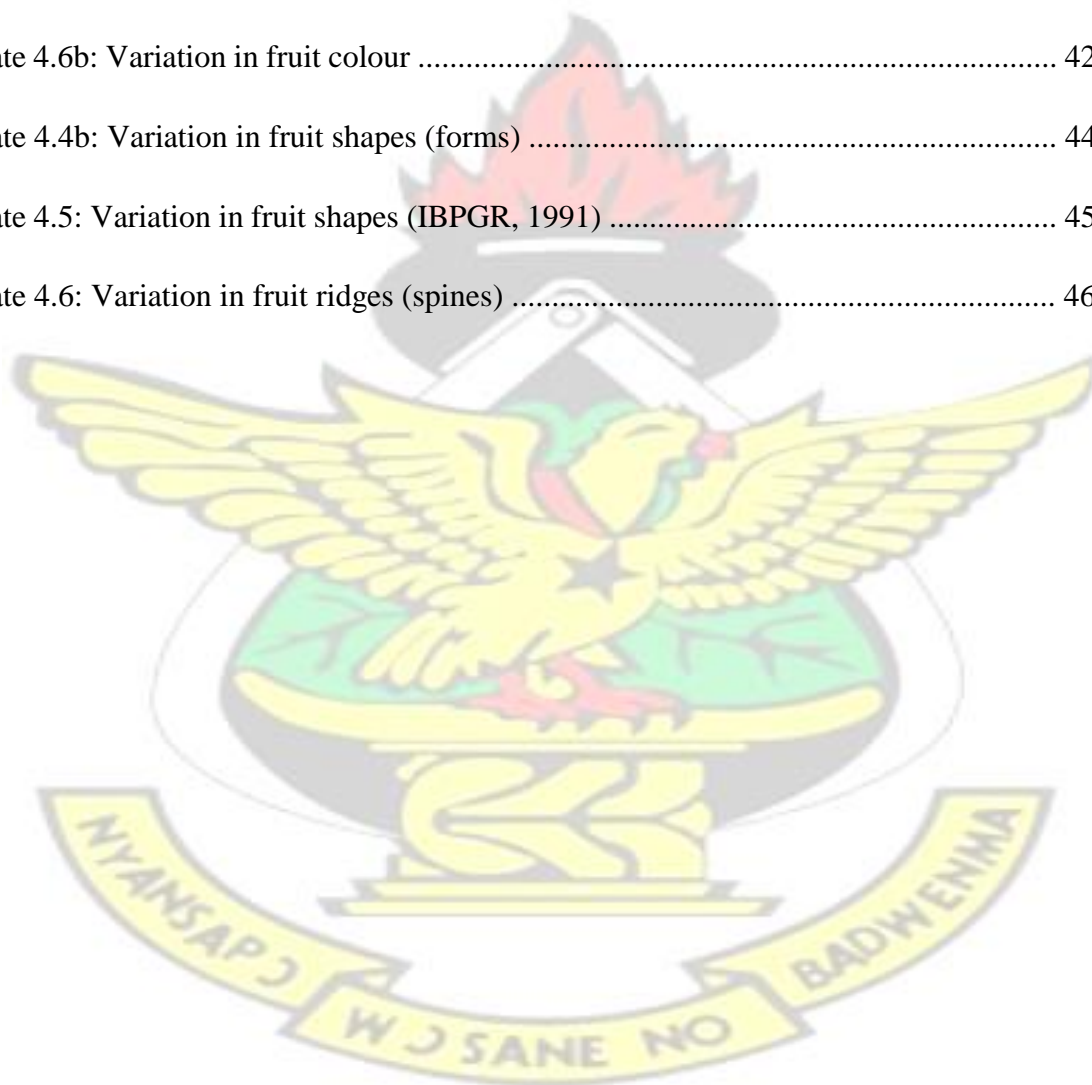 ate 4.6b: Variation in fruit colour ............................................................................... 42
ate 4.4b: Variation in fruit shapes (forms) ................................................................. 44
ate 4.5: Variation in fruit shapes (IBPGR, 1991) ....................................................... 45
ate 4.6: Variation in fruit ridges (spines) ................................................................... 46
NYANSAPƆ
WƆSANE NO
BADWENMA